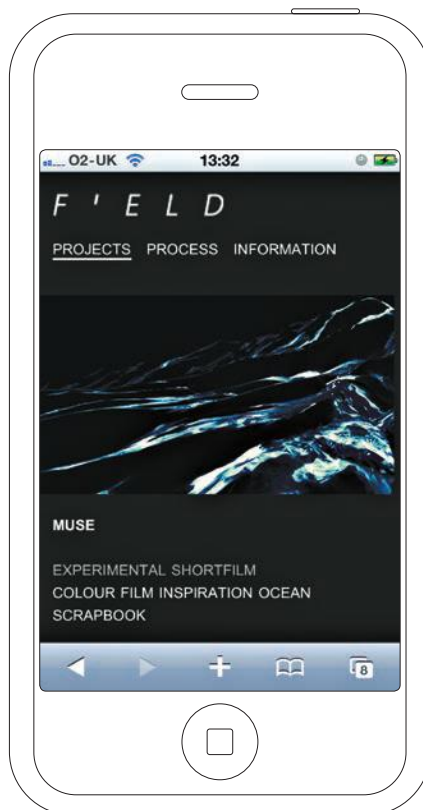 O2-UK 13:32
F ' E L D
PROJECTS PROCESS INFORMATION
MUSE
EXPERIMENTAL SHORTFILM
COLOUR FILM INSPIRATION OCEAN
SCRAPBOOK
8